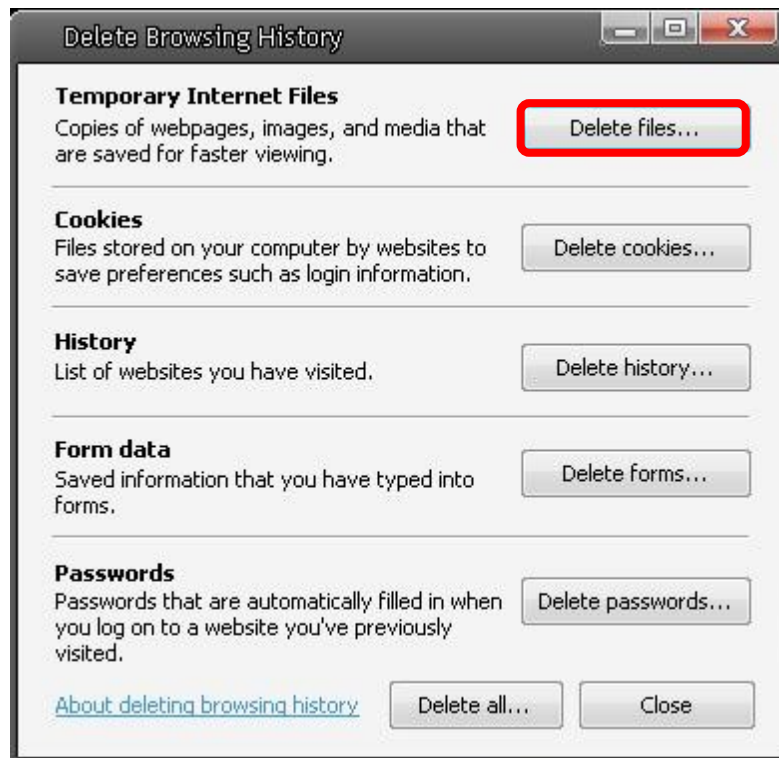 Delete Browsing History
Temporary Internet Files
Copies of webpages, images, and media that
are saved for faster viewing.
Delete files...
Cookies
Files stored on your computer by websites to
save preferences such as login information.
Delete cookies...
History
List of websites you have visited.
Delete history...
Form data
Saved information that you have typed into
forms.
Delete forms...
Passwords
Passwords that are automatically filled in when
you log on to a website you've previously
visited.
Delete passwords...
About deleting browsing history
Delete all...
Close